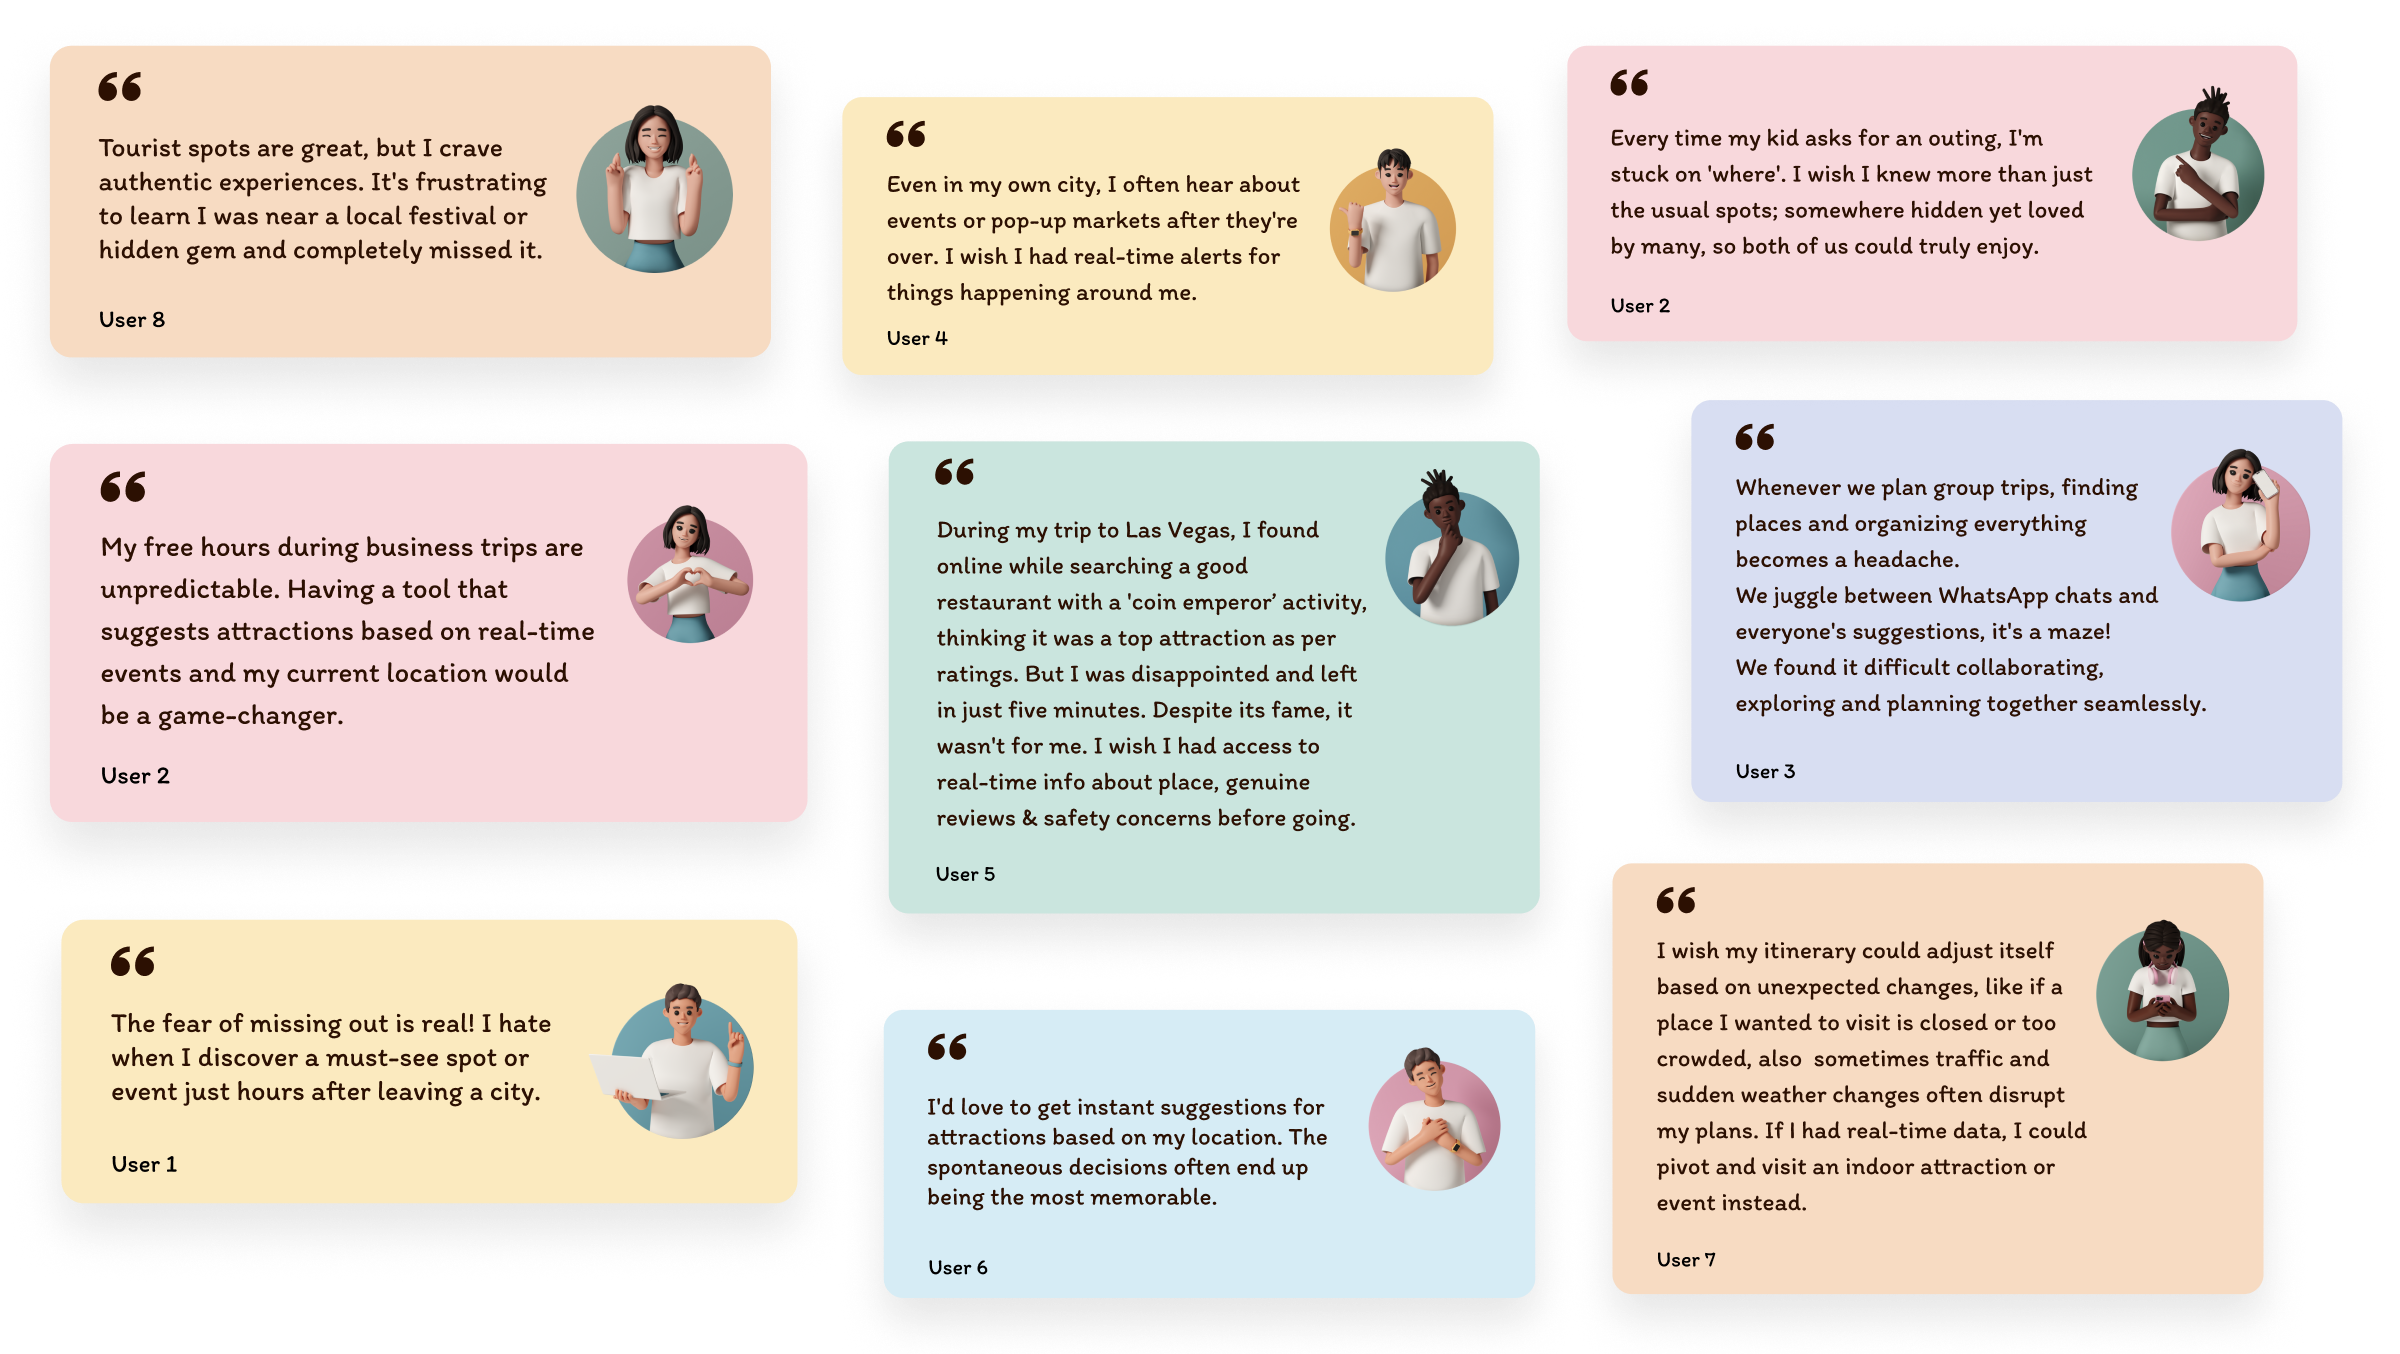 “
Tourist spots are great, but I crave
authentic experiences. It's frustrating
to learn I was near a local festival or
hidden gem and completely missed it.
User 8
“
Even in my own city, I often hear about
events or pop-up markets after they're
over. I wish I had real-time alerts for
things happening around me.
User 4
“
Every time my kid asks for an outing, I'm
stuck on 'where'. I wish I knew more than just
the usual spots; somewhere hidden yet loved
by many, so both of us could truly enjoy.
User 2
“
My free hours during business trips are
unpredictable. Having a tool that
suggests attractions based on real-time
events and my current location would
be a game-changer.
User 2
“
During my trip to Las Vegas, I found
online while searching a good
restaurant with a 'coin emperor’ activity,
thinking it was a top attraction as per
ratings. But I was disappointed and left
in just five minutes. Despite its fame, it
wasn't for me. I wish I had access to
real-time info about place, genuine
reviews & safety concerns before going.
User 5
“
Whenever we plan group trips, finding
places and organizing everything
becomes a headache.
We juggle between WhatsApp chats and
everyone's suggestions, it's a maze!
We found it difficult collaborating,
exploring and planning together seamlessly.
User 3
“
The fear of missing out is real! I hate
when I discover a must-see spot or
event just hours after leaving a city.
User 1
“
I'd love to get instant suggestions for
attractions based on my location. The
spontaneous decisions often end up
being the most memorable.
User 6
“
I wish my itinerary could adjust itself
based on unexpected changes, like if a
place I wanted to visit is closed or too
crowded, also  sometimes traffic and
sudden weather changes often disrupt
my plans. If I had real-time data, I could
pivot and visit an indoor attraction or
event instead.
User 7